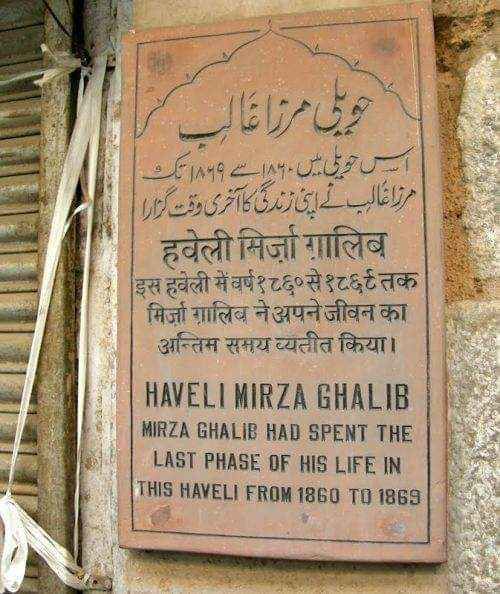 حویلی مرزا غالب
اس حویلی میں ۱۸۶۰ سے ۱۸۶۹ تک
مرزا غالب نے اپنی زندگی کا آخری وقت گزارا
हवेली मिर्ज़ा ग़ालिब
इस हवेली में वर्ष १८६० से १८६९ तक
मिर्ज़ा ग़ालिब ने अपने जीवन का
अन्तिम समय व्यतीत किया।
HAVELI MIRZA GHALIB
MIRZA GHALIB HAD SPENT THE
LAST PHASE OF HIS LIFE IN
THIS HAVELI FROM 1860 TO 1869